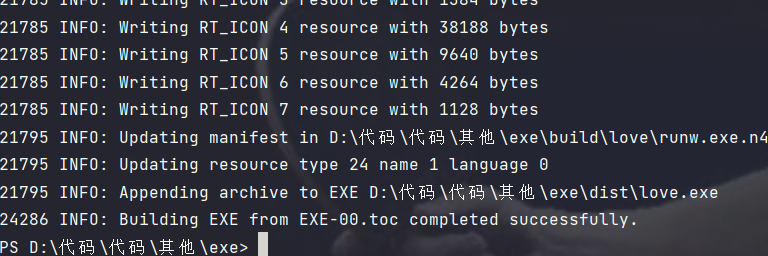 21785 INFO: Writing RT_ICON 3 resource with 1384 bytes
21785 INFO: Writing RT_ICON 4 resource with 38188 bytes
21785 INFO: Writing RT_ICON 5 resource with 9640 bytes
21785 INFO: Writing RT_ICON 6 resource with 4264 bytes
21785 INFO: Writing RT_ICON 7 resource with 1128 bytes
21795 INFO: Updating manifest in D:\代码\代码\其他\exe\build\love\runw.exe.n4
21795 INFO: Updating resource type 24 name 1 language 0
21795 INFO: Appending archive to EXE D:\代码\代码\其他\exe\dist\love.exe
24286 INFO: Building EXE from EXE-00.toc completed successfully.
PS D:\代码\代码\其他\exe>